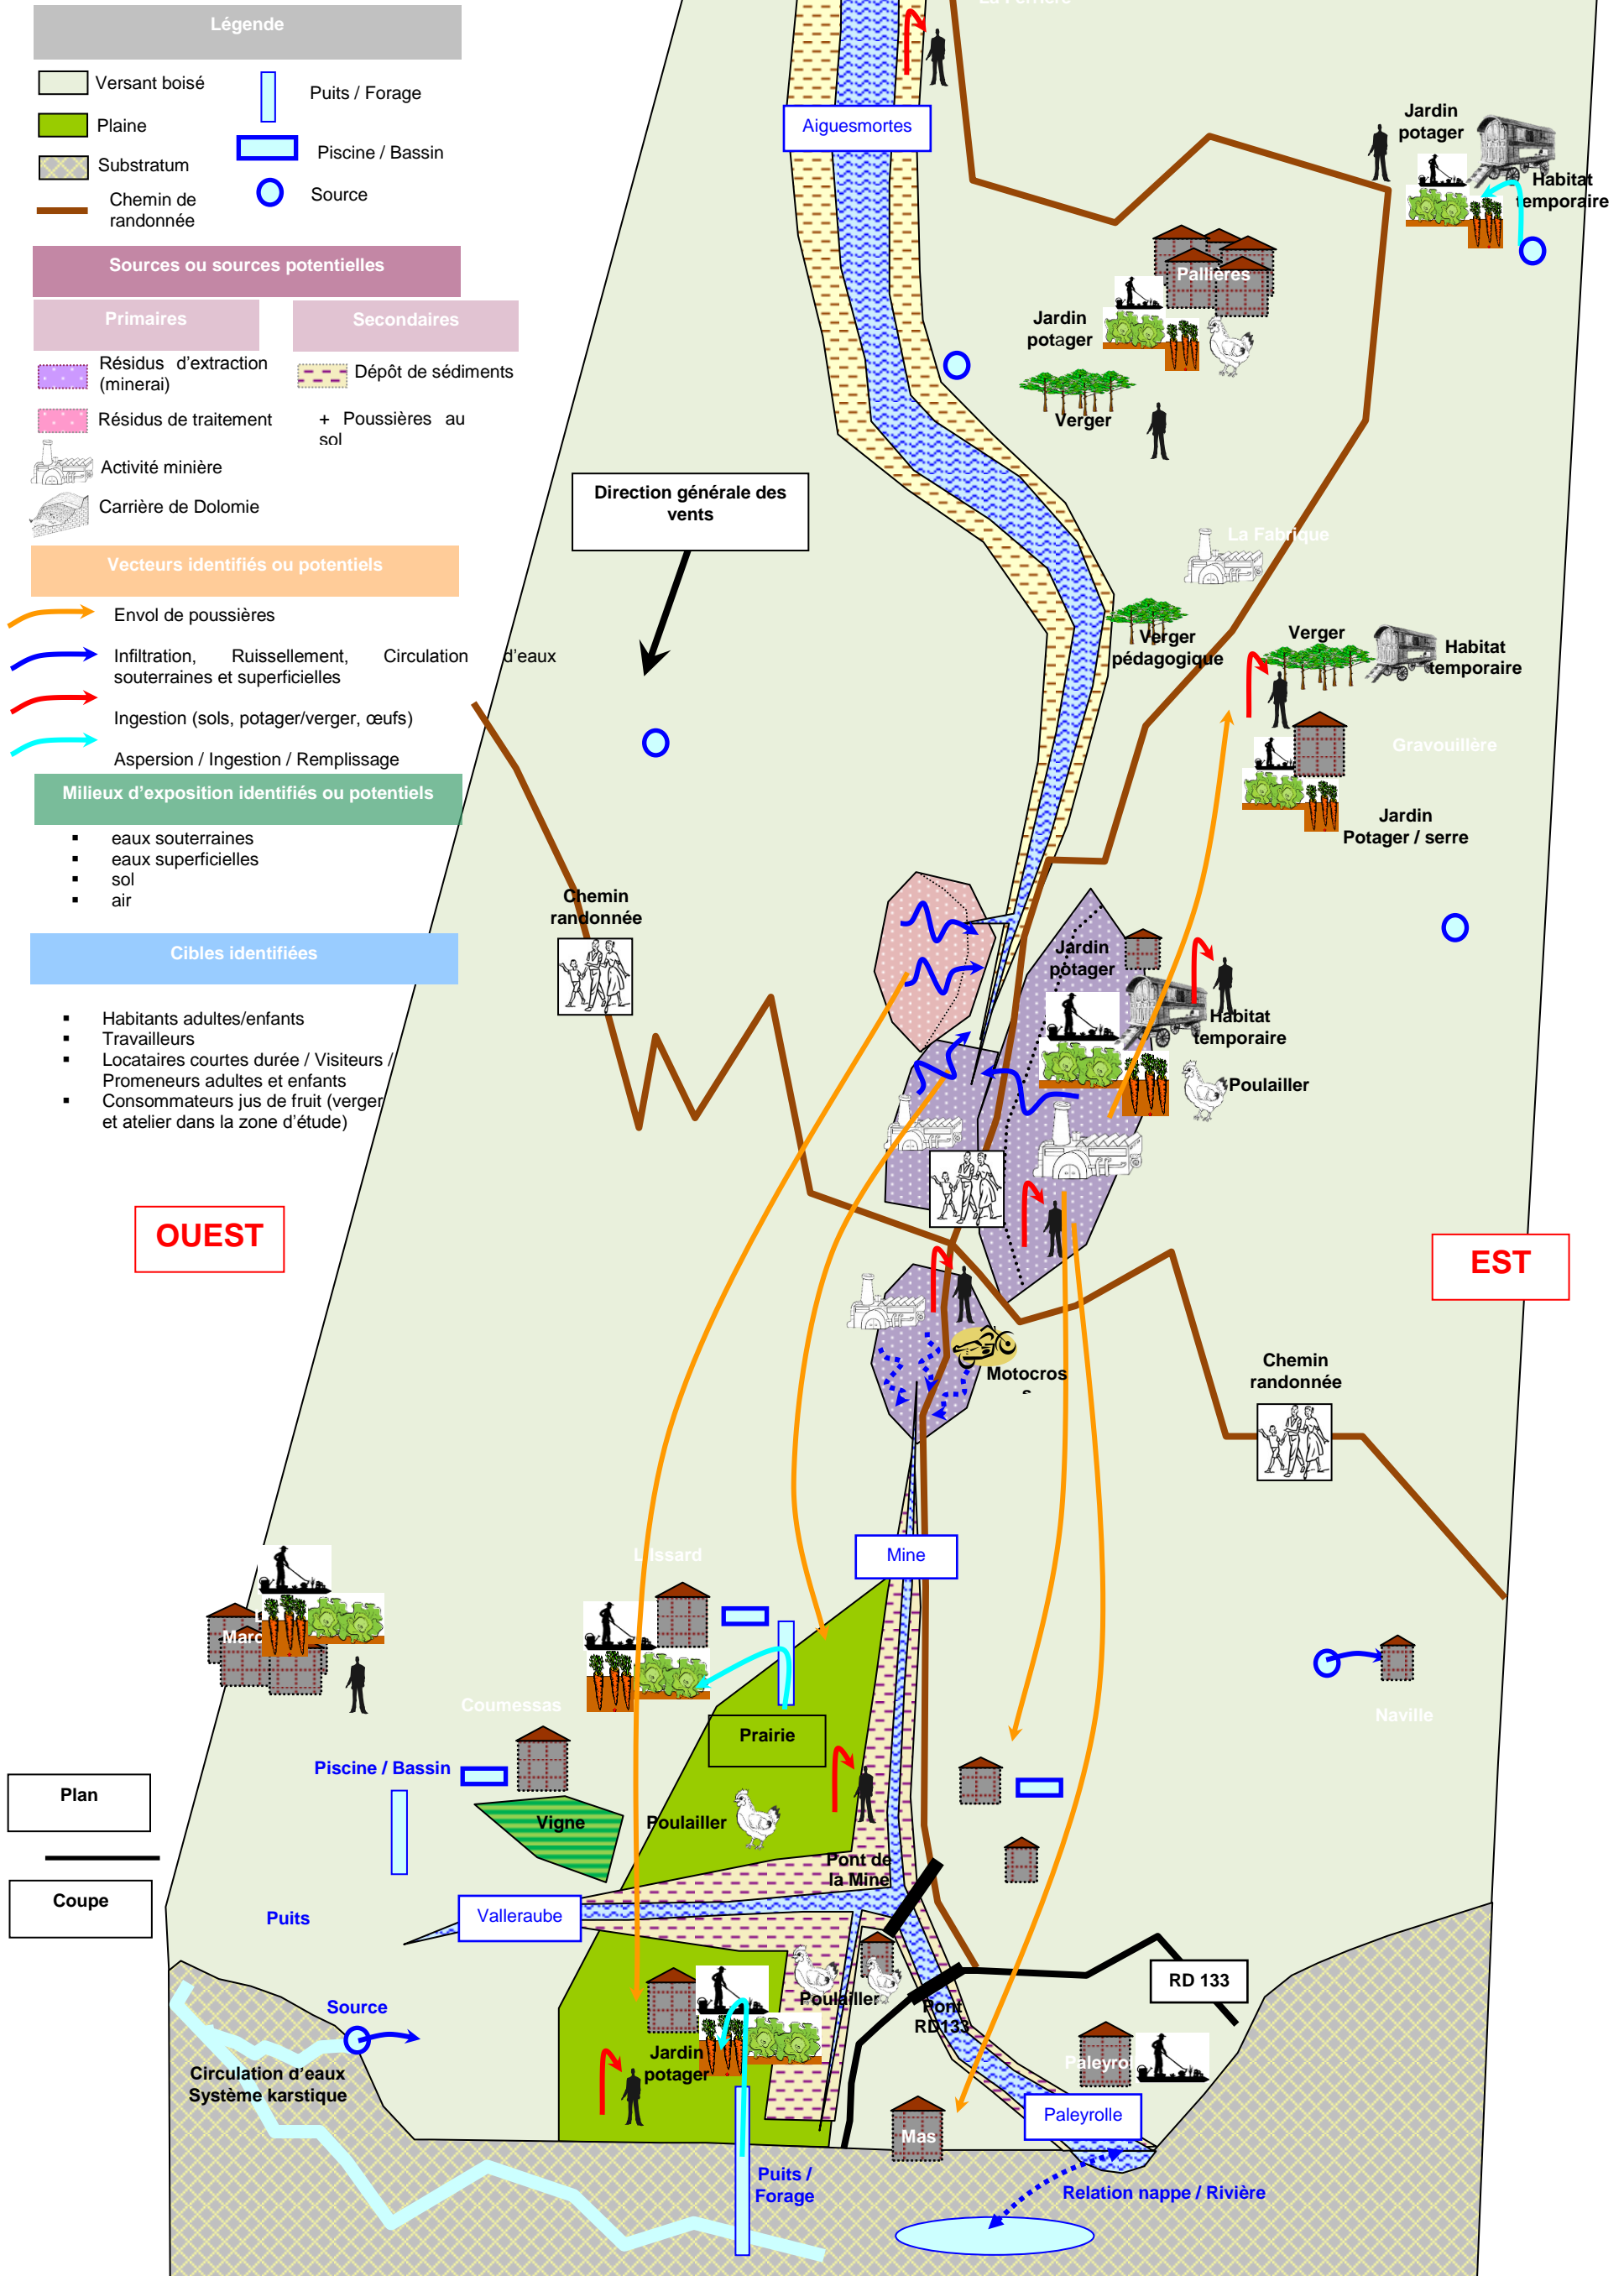 Légende
Versant boisé
Plaine
Substratum
Chemin de
randonnée
Puits / Forage
Piscine / Bassin
Source
Sources ou sources potentielles
Primaires
Secondaires
Résidus d'extraction
(minerai)
Résidus de traitement
Activité minière
Carrière de Dolomie
Dépôt de sédiments
+ Poussières au
sol
Vecteurs identifiés ou potentiels
Envol de poussières
Infiltration, Ruissellement, Circulation d'eaux
souterraines et superficielles
Ingestion (sols, potager/verger, œufs)
Aspersion / Ingestion / Remplissage
Milieux d'exposition identifiés ou potentiels
▪ eaux souterraines
▪ eaux superficielles
▪ sol
▪ air
Cibles identifiées
▪ Habitants adultes/enfants
▪ Travailleurs
▪ Locataires courtes durée / Visiteurs /
Promeneurs adultes et enfants
▪ Consommateurs jus de fruit (verger
et atelier dans la zone d'étude)
OUEST
EST
La Ferrière
Aiguesmortes
Jardin
potager
Habitat
temporaire
Pallières
Jardin
potager
Verger
Direction générale des
vents
La Fabrique
Verger
pédagogique
Verger
Habitat
temporaire
Gravouillère
Jardin
Potager / serre
Chemin
randonnée
Jardin
potager
Habitat
temporaire
Poulailler
Motocros
s
Chemin
randonnée
Mine
Marc
Coumessas
Prairie
Naville
Piscine / Bassin
Vigne
Poulailler
Plan
Coupe
Pont de
la Mine
Puits
Valleraube
RD 133
Poulailler
Pont
RD133
Source
Jardin
potager
Circulation d'eaux
Système karstique
Paleyrol
Paleyrolle
Mas
Puits /
Forage
Relation nappe / Rivière